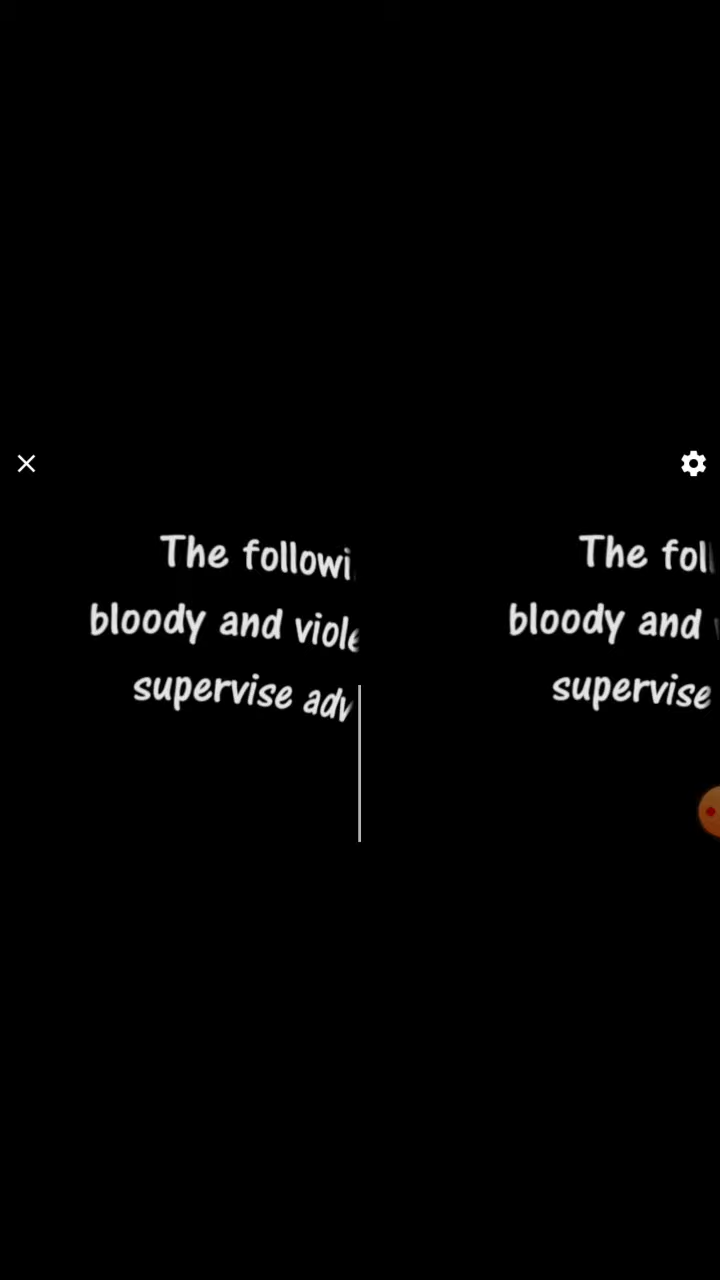 The followi
bloody and viole
supervise adv
The foll
bloody and
supervise